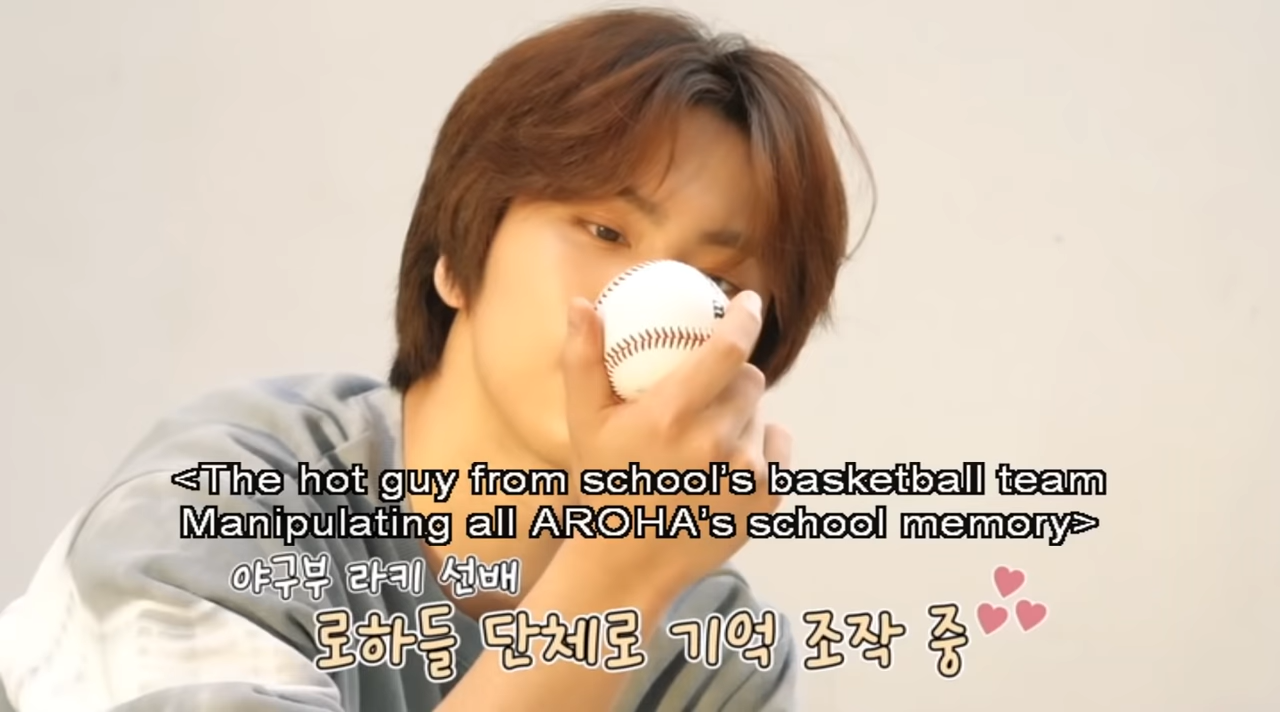 <The hot guy from school's basketball team
Manipulating all AROHA's school memory>
야구부 라키 선배
로하들 단체로 기억 조작 중